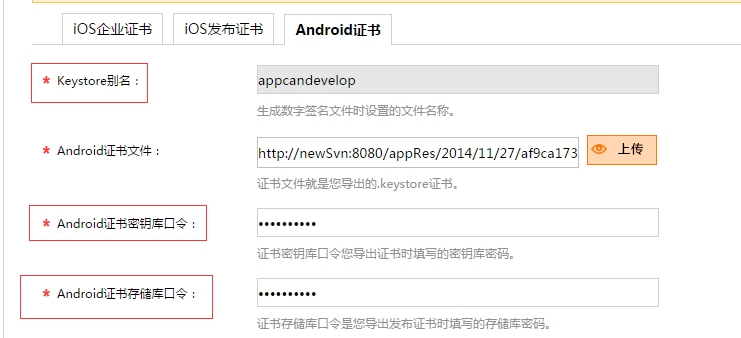 iOS企业证书 iOS发布证书 Android证书
* Keystore别名： appcandevelop
生成数字签名文件时设置的文件名称。
* Android证书文件： http://newSvn:8080/appRes/2014/11/27/af9ca173 上传
证书文件就是您导出的.keystore证书。
* Android证书密钥库口令： ••••••••••
证书密钥库口令您导出证书时填写的密钥库密码。
* Android证书存储库口令： ••••••••••
证书存储库口令是您导出发布证书时填写的存储库密码。